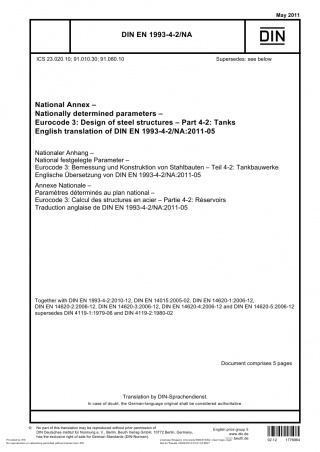 May 2011
DIN EN 1993-4-2/NA
DIN
ICS 23.020.10; 91.010.30; 91.080.10
Supersedes: see below
National Annex –
Nationally determined parameters –
Eurocode 3: Design of steel structures – Part 4-2: Tanks
English translation of DIN EN 1993-4-2/NA:2011-05
Nationaler Anhang –
National festgelegte Parameter –
Eurocode 3: Bemessung und Konstruktion von Stahlbauten – Teil 4-2: Tankbauwerke
Englische Übersetzung von DIN EN 1993-4-2/NA:2011-05
Annexe Nationale –
Paramètres déterminés au plan national –
Eurocode 3: Calcul des structures en acier – Partie 4-2: Réservoirs
Traduction anglaise de DIN EN 1993-4-2/NA:2011-05
Together with DIN EN 1993-4-2:2010-12, DIN EN 14015:2005-02, DIN EN 14620-1:2006-12,
DIN EN 14620-2:2006-12, DIN EN 14620-3:2006-12, DIN EN 14620-4:2006-12 and DIN EN 14620-5:2006-12
supersedes DIN 4119-1:1979-06 and DIN 4119-2:1980-02
Document comprises 5 pages
Translation by DIN-Sprachendienst.
In case of doubt, the German-language original shall be considered authoritative.
© No part of this translation may be reproduced without prior permission of
DIN Deutsches Institut für Normung e. V., Berlin. Beuth Verlag GmbH, 10772 Berlin, Germany,
has the exclusive right of sale for German Standards (DIN-Normen).
English price group 5
www.din.de
www.beuth.de
02.12